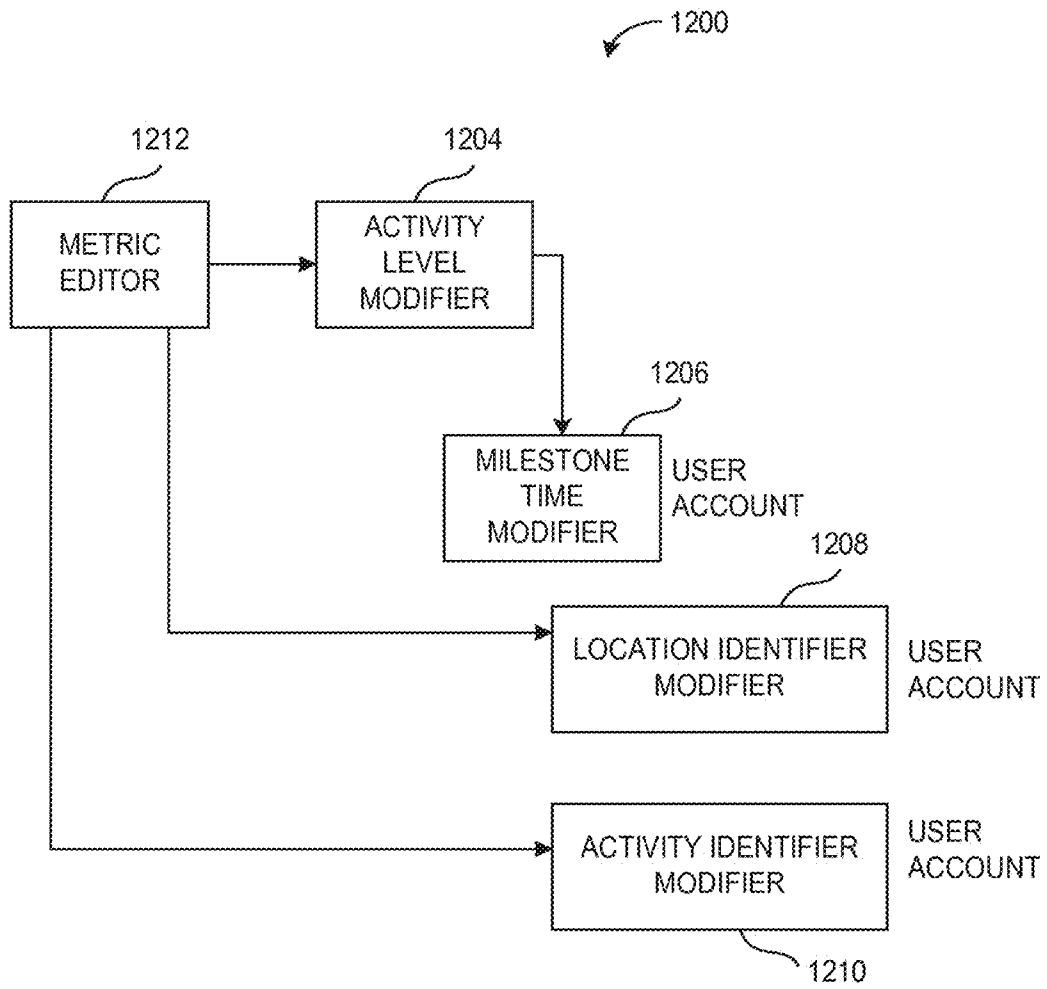 1200
1212
1204
METRIC
EDITOR
ACTIVITY
LEVEL
MODIFIER
1206
MILESTONE
TIME
MODIFIER
USER
ACCOUNT
1208
LOCATION IDENTIFIER
MODIFIER
USER
ACCOUNT
ACTIVITY IDENTIFIER
MODIFIER
USER
ACCOUNT
1210